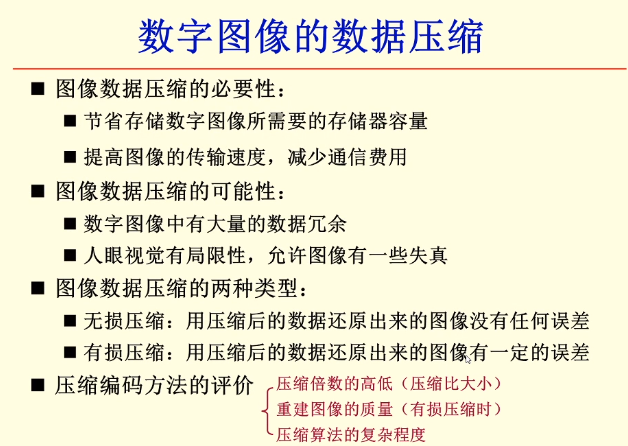 数字图像的数据压缩
■ 图像数据压缩的必要性：
■ 节省存储数字图像所需要的存储器容量
■ 提高图像的传输速度，减少通信费用
■ 图像数据压缩的可能性：
■ 数字图像中有大量的数据冗余
■ 人眼视觉有局限性，允许图像有一些失真
■ 图像数据压缩的两种类型：
■ 无损压缩：用压缩后的数据还原出来的图像没有任何误差
■ 有损压缩：用压缩后的数据还原出来的图像有一定的误差
■ 压缩编码方法的评价
压缩倍数的高低（压缩比大小）
重建图像的质量（有损压缩时）
压缩算法的复杂程度